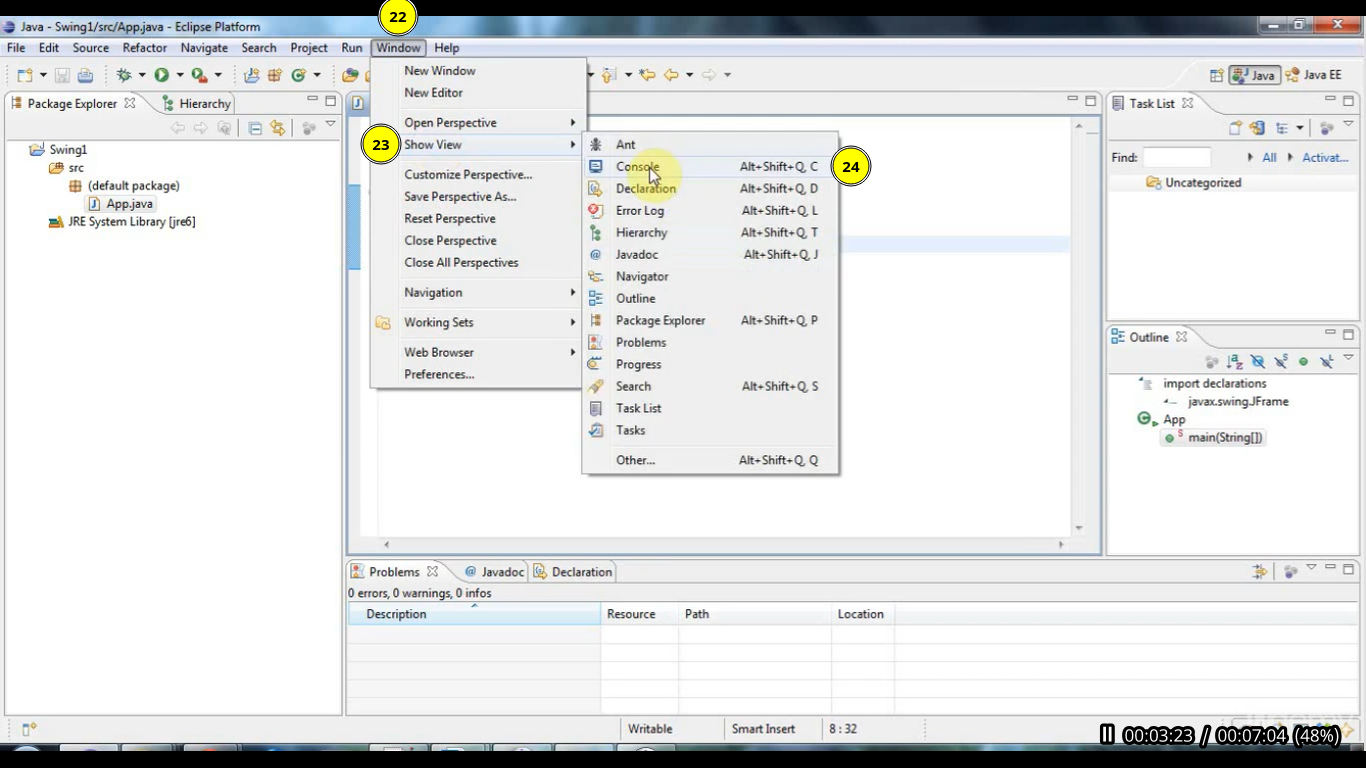 22
Java - Swing1/src/App.java - Eclipse Platform
File Edit Source Refactor Navigate Search Project Run Window Help
Java Java EE
Package Explorer Hierarchy
Swing1
src
(default package)
App.java
JRE System Library [jre6]
New Window
New Editor
Open Perspective
23 Show View
Customize Perspective...
Save Perspective As...
Reset Perspective
Close Perspective
Close All Perspectives
Navigation
Working Sets
Web Browser
Preferences...
Ant
Console Alt+Shift+Q, C 24
Declaration Alt+Shift+Q, D
Error Log Alt+Shift+Q, L
Hierarchy Alt+Shift+Q, T
Javadoc Alt+Shift+Q, J
Navigator
Outline
Package Explorer Alt+Shift+Q, P
Problems
Progress
Search Alt+Shift+Q, S
Task List
Tasks
Other... Alt+Shift+Q, Q
Task List
Find: All Activat...
Uncategorized
Outline
import declarations
javax.swing.JFrame
App
main(String[])
Problems Javadoc Declaration
0 errors, 0 warnings, 0 infos
Description Resource Path Location
Writable Smart Insert 8 : 32
00:03:23 / 00:07:04 (48%)